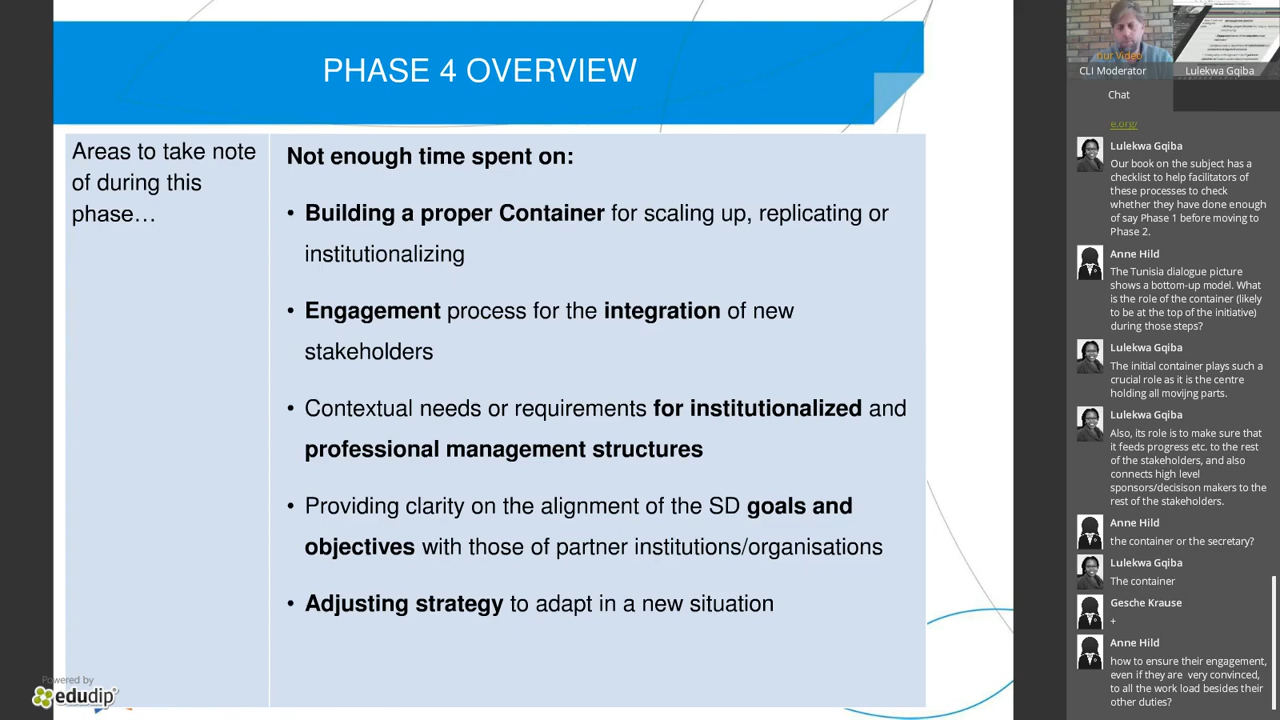 PHASE 4 OVERVIEW
Areas to take note
of during this
phase…
Not enough time spent on:
• Building a proper Container for scaling up, replicating or
institutionalizing
• Engagement process for the integration of new
stakeholders
• Contextual needs or requirements for institutionalized and
professional management structures
• Providing clarity on the alignment of the SD goals and
objectives with those of partner institutions/organisations
• Adjusting strategy to adapt in a new situation
Powered by
edudip
Our Video
CLI Moderator
Lulekwa Gqiba
Chat
e.org/
Lulekwa Gqiba
Our book on the subject has a
checklist to help facilitators of
these processes to check
whether they have done enough
of say Phase 1 before moving to
Phase 2.
Anne Hild
The Tunisia dialogue picture
shows a bottom-up model. What
is the role of the container (likely
to be at the top of the initiative)
during those steps?
Lulekwa Gqiba
The initial container plays such a
crucial role as it is the centre
holding all movijng parts.
Lulekwa Gqiba
Also, its role is to make sure that
it feeds progress etc. to the rest
of the stakeholders, and also
connects high level
sponsors/decisison makers to the
rest of the stakeholders.
Anne Hild
the container or the secretary?
Lulekwa Gqiba
The container
Gesche Krause
+
Anne Hild
how to ensure their engagement,
even if they are very convinced,
to all the work load besides their
other duties?